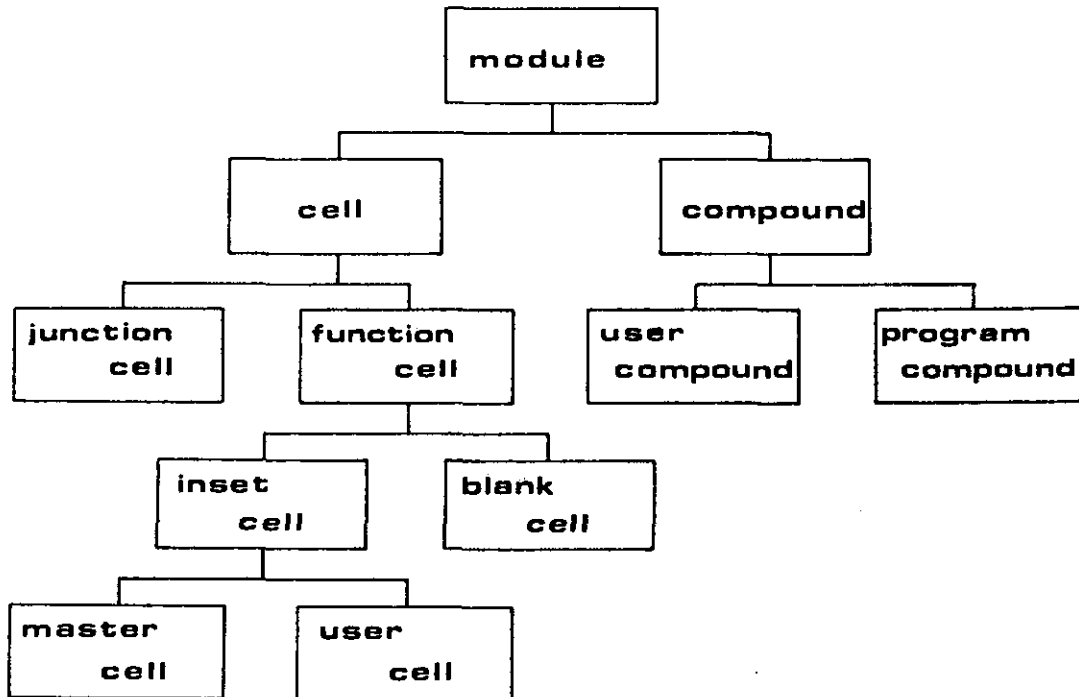 module
cell
compound
junction
cell
function
cell
user
compound
program
compound
inset
cell
blank
cell
master
cell
user
cell